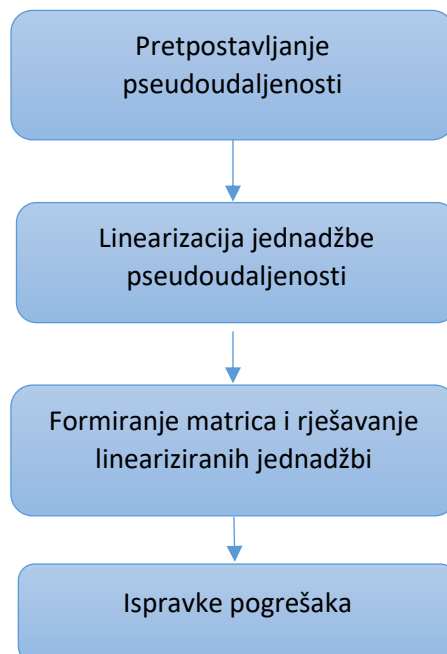 Pretpostavljanje
pseudoudaljenosti
Linearizacija jednadžbe
pseudoudaljenosti
Formiranje matrica i rješavanje
lineariziranih jednadžbi
Ispravke pogrešaka